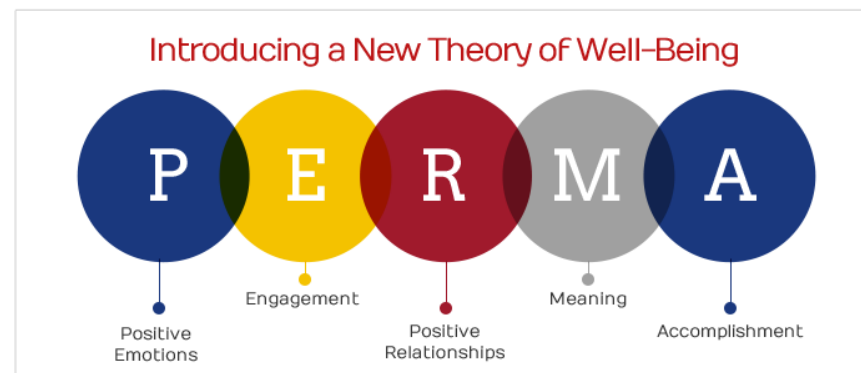 Introducing a New Theory of Well-Being
P E R M A
Positive
Emotions
Engagement
Positive
Relationships
Meaning
Accomplishment